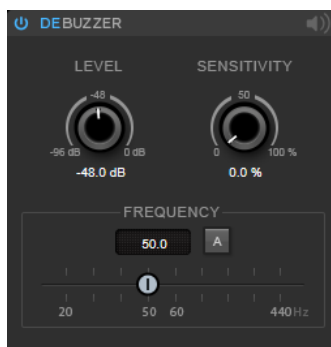 DEBUZZER
LEVEL SENSITIVITY
-48 50
-96 dB 0 dB 0 100 %
-48.0 dB 0.0 %
FREQUENCY
50.0 A
20 50 60 440 Hz